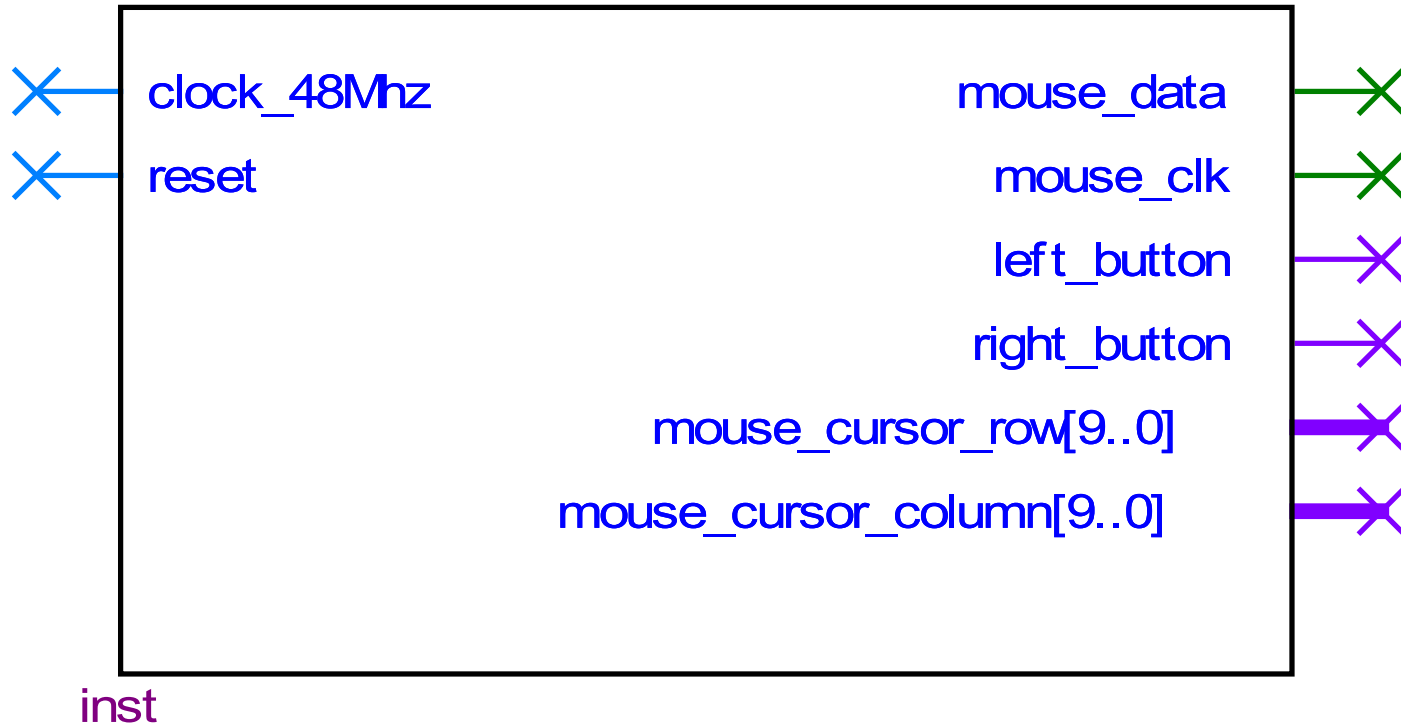 clock_48Mhz mouse_data
reset mouse_clk
left_button
right_button
mouse_cursor_row[9..0]
mouse_cursor_column[9..0]
inst